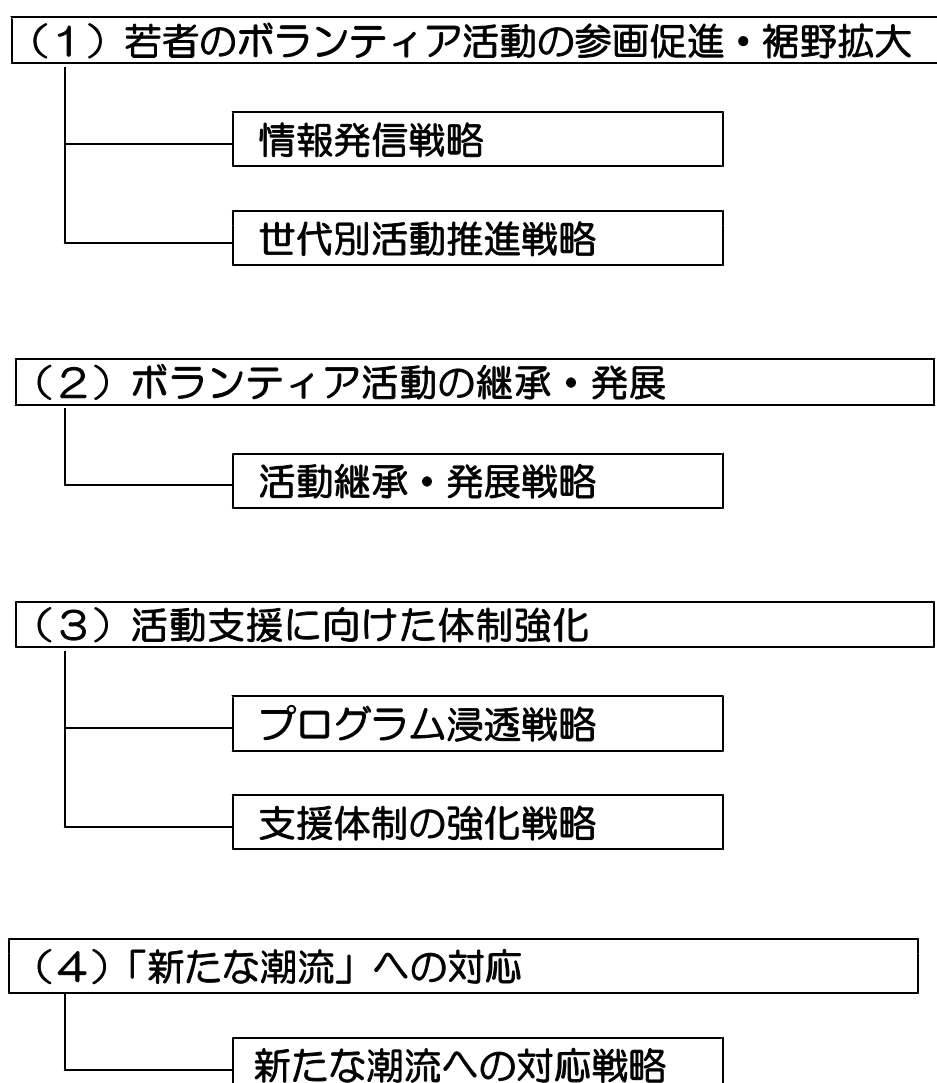 （１）若者のボランティア活動の参画促進・裾野拡大
情報発信戦略
世代別活動推進戦略
（２）ボランティア活動の継承・発展
活動継承・発展戦略
（３）活動支援に向けた体制強化
プログラム浸透戦略
支援体制の強化戦略
（４）「新たな潮流」への対応
新たな潮流への対応戦略